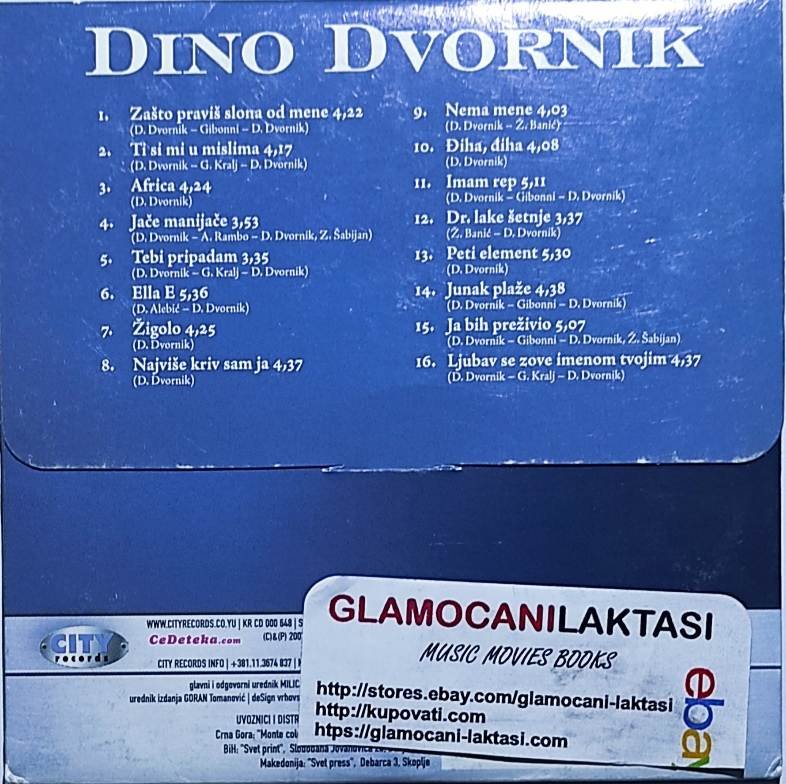 DINO DVORNIK
1. Zašto praviš slona od mene 4,22
(D. Dvornik – Gibonni – D. Dvornik)
2. Ti si mi u mislima 4,17
(D. Dvornik – G. Kralj – D. Dvornik)
3. Africa 4,24
(D. Dvornik)
4. Jače manijače 3,53
(D. Dvornik – A. Rambo – D. Dvornik, Z. Šabijan)
5. Tebi pripadam 3,35
(D. Dvornik – G. Kralj – D. Dvornik)
6. Ella E 5,36
(D. Alebić – D. Dvornik)
7. Žigolo 4,25
(D. Dvornik)
8. Najviše kriv sam ja 4,37
(D. Dvornik)
9. Nema mene 4,03
(D. Dvornik – Ž. Banić)
10. Điha, điha 4,08
(D. Dvornik)
11. Imam rep 5,11
(D. Dvornik – Gibonni – D. Dvornik)
12. Dr. lake šetnje 3,37
(Ž. Banić – D. Dvornik)
13. Peti element 5,30
(D. Dvornik)
14. Junak plaže 4,38
(D. Dvornik – Gibonni – D. Dvornik)
15. Ja bih preživio 5,07
(D. Dvornik – Gibonni – D. Dvornik, Ž. Šabijan)
16. Ljubav se zove imenom tvojim 4,37
(D. Dvornik – G. Kralj – D. Dvornik)
CITY
records
WWW.CITYRECORDS.CO.YU | KR CD 000 648 | S
CeDeteka.com (C)&(P) 200
CITY RECORDS INFO | +381.11.3674 837 |
glavni i odgovorni urednik MILIC
urednik izdanja GORAN Tomanović | deSign vrhovs
UVOZNICI I DISTR
Crna Gora: "Monte col
BiH: "Svet print",
Makedonija: "Svet press", Debarca 3, Skoplje
GLAMOCANILAKTASI
MUSIC MOVIES BOOKS
http://stores.ebay.com/glamocani-laktasi
http://kupovati.com
https://glamocani-laktasi.com
ebay